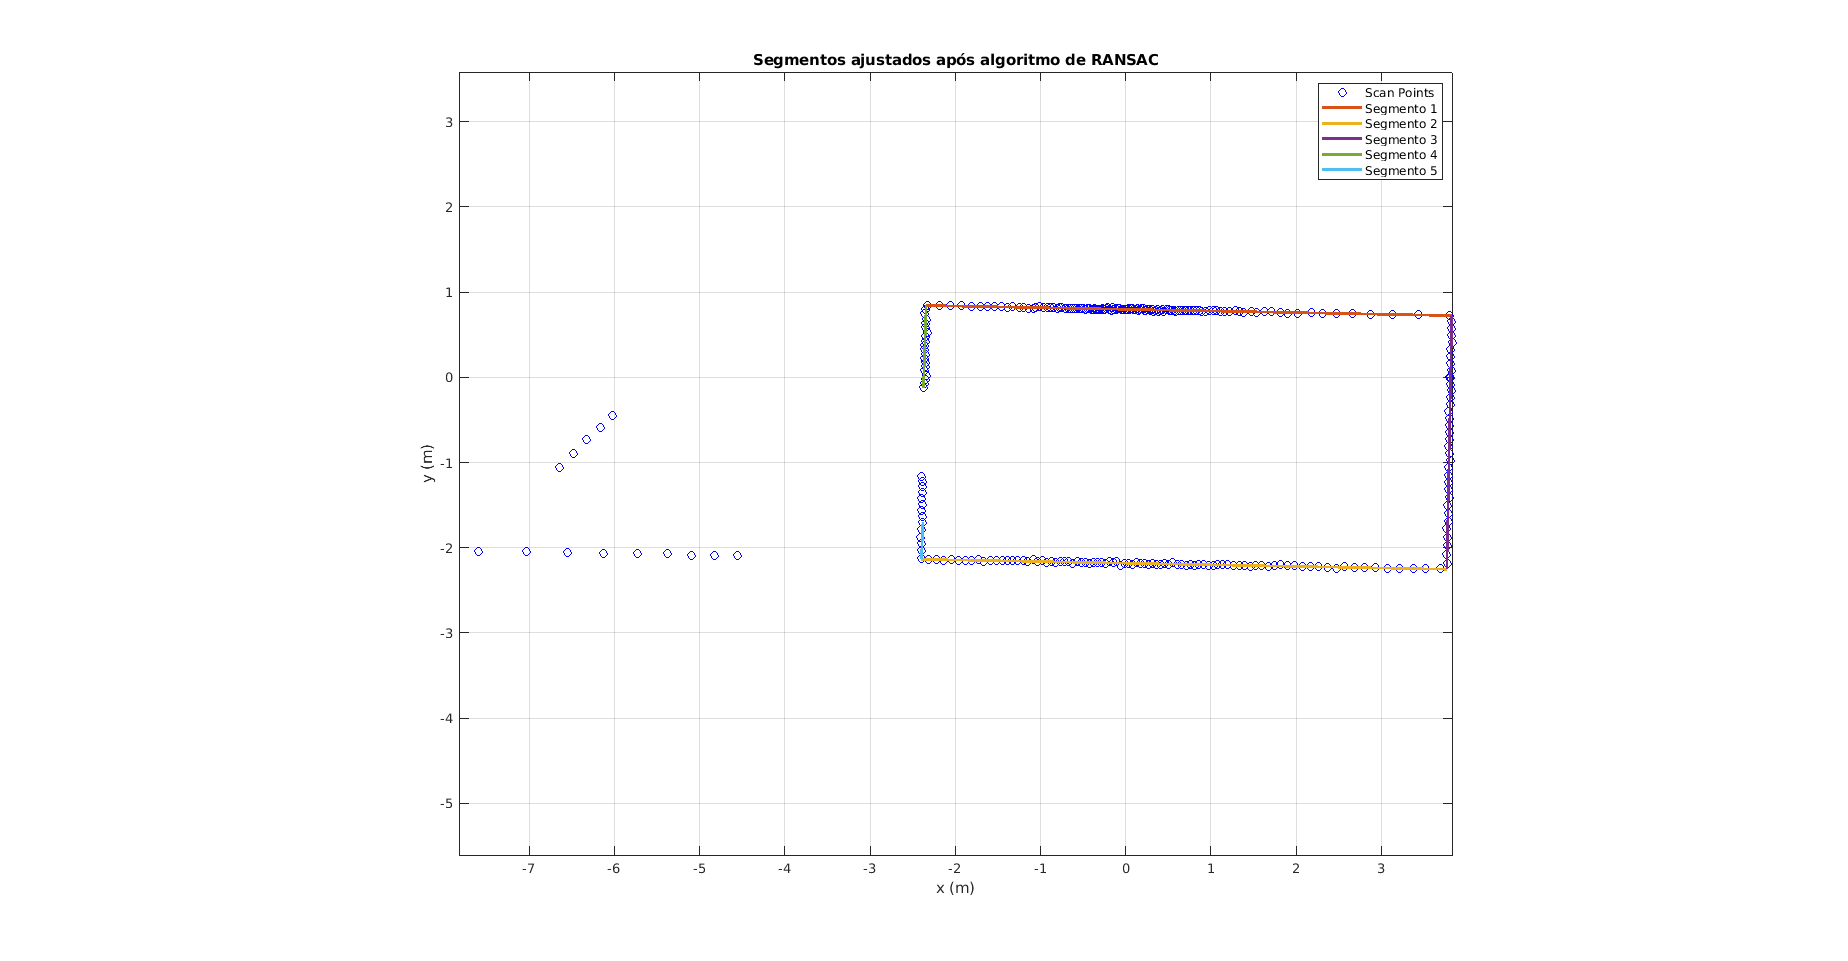 Segmentos ajustados após algoritmo de RANSAC
Scan Points
Segmento 1
Segmento 2
Segmento 3
Segmento 4
Segmento 5
3
2
1
0
-1
-2
-3
-4
-5
y (m)
-7 -6 -5 -4 -3 -2 -1 0 1 2 3
x (m)